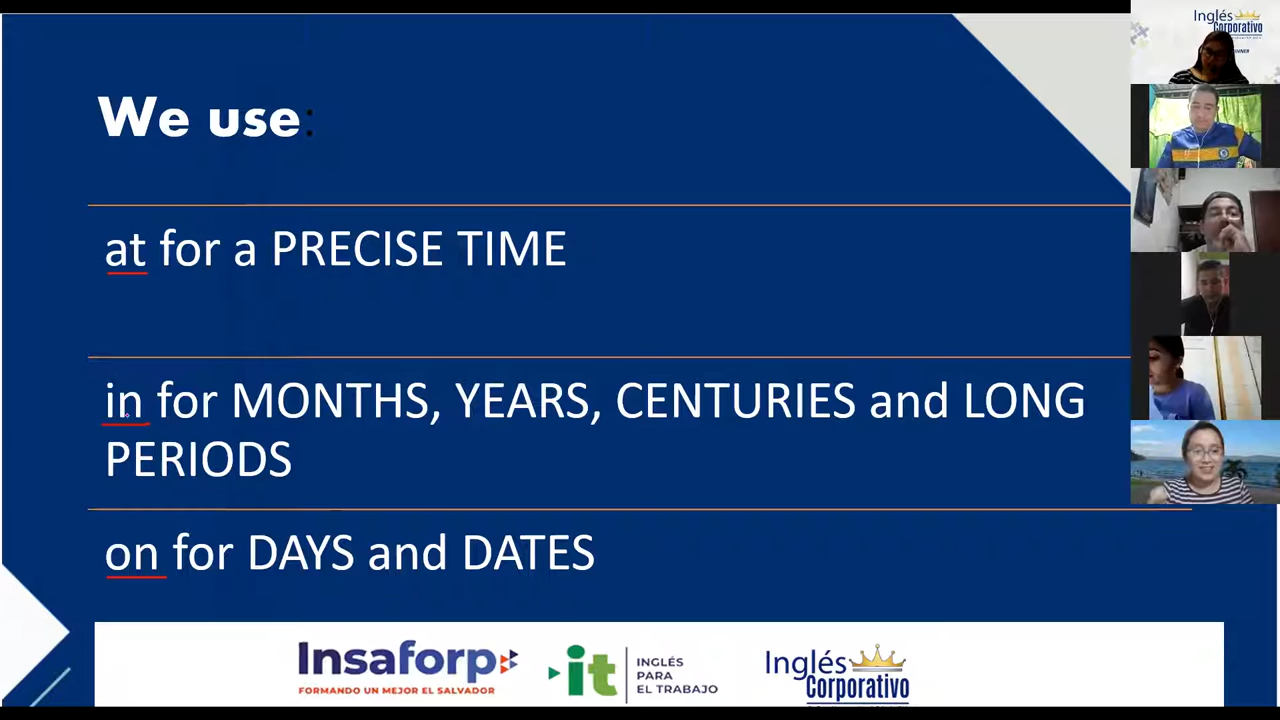 We use:
at for a PRECISE TIME
in for MONTHS, YEARS, CENTURIES and LONG
PERIODS
on for DAYS and DATES
Insaforp
FORMANDO UN MEJOR EL SALVADOR
it
INGLÉS
PARA
EL TRABAJO
Inglés
Corporativo
Inglés
Corporativo